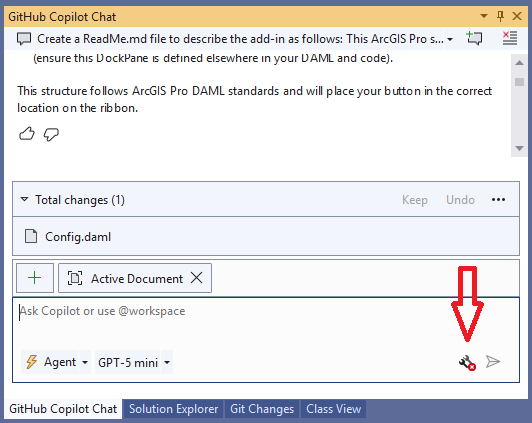 GitHub Copilot Chat
Create a ReadMe.md file to describe the add-in as follows: This ArcGIS Pro s...
(ensure this DockPane is defined elsewhere in your DAML and code).
This structure follows ArcGIS Pro DAML standards and will place your button in the correct
location on the ribbon.
Total changes (1) Keep Undo
Config.daml
Active Document
Ask Copilot or use @workspace
Agent GPT-5 mini
GitHub Copilot Chat Solution Explorer Git Changes Class View